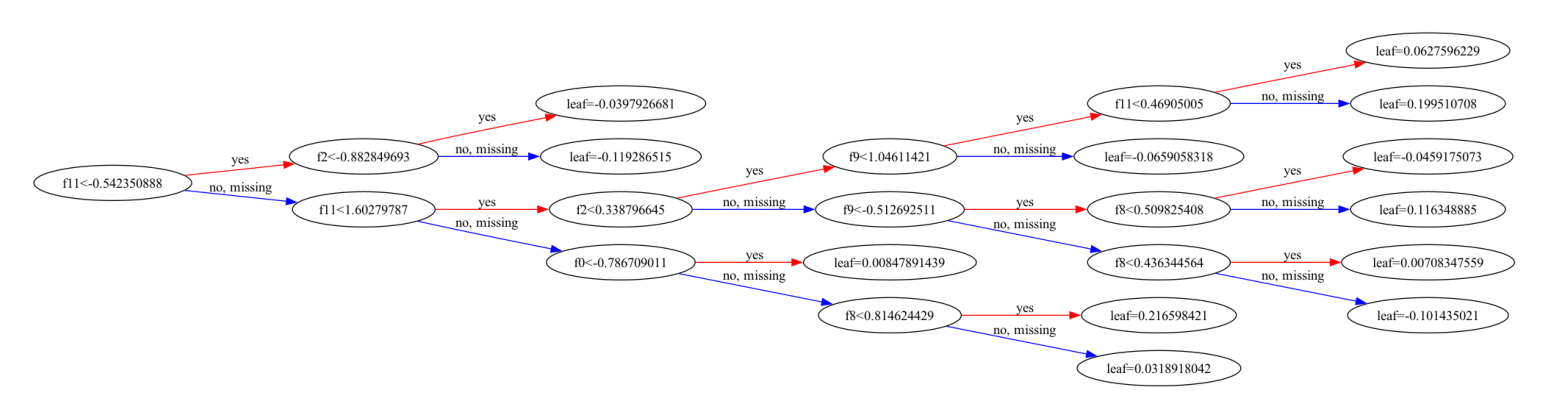 leaf=0.0627596229
yes
f11<0.46905005
no, missing
leaf=0.199510708
leaf=-0.0397926681
yes
yes
f2<-0.882849693
no, missing
leaf=-0.119286515
f9<1.04611421
no, missing
leaf=-0.0659058318
leaf=-0.0459175073
yes
yes
yes
f11<-0.542350888
no, missing
f11<1.60279787
yes
f2<0.338796645
no, missing
f9<-0.512692511
yes
f8<0.509825408
no, missing
leaf=0.116348885
no, missing
no, missing
f0<-0.786709011
yes
leaf=0.00847891439
f8<0.436344564
yes
leaf=0.00708347559
no, missing
no, missing
f8<0.814624429
yes
leaf=0.216598421
leaf=-0.101435021
no, missing
leaf=0.0318918042